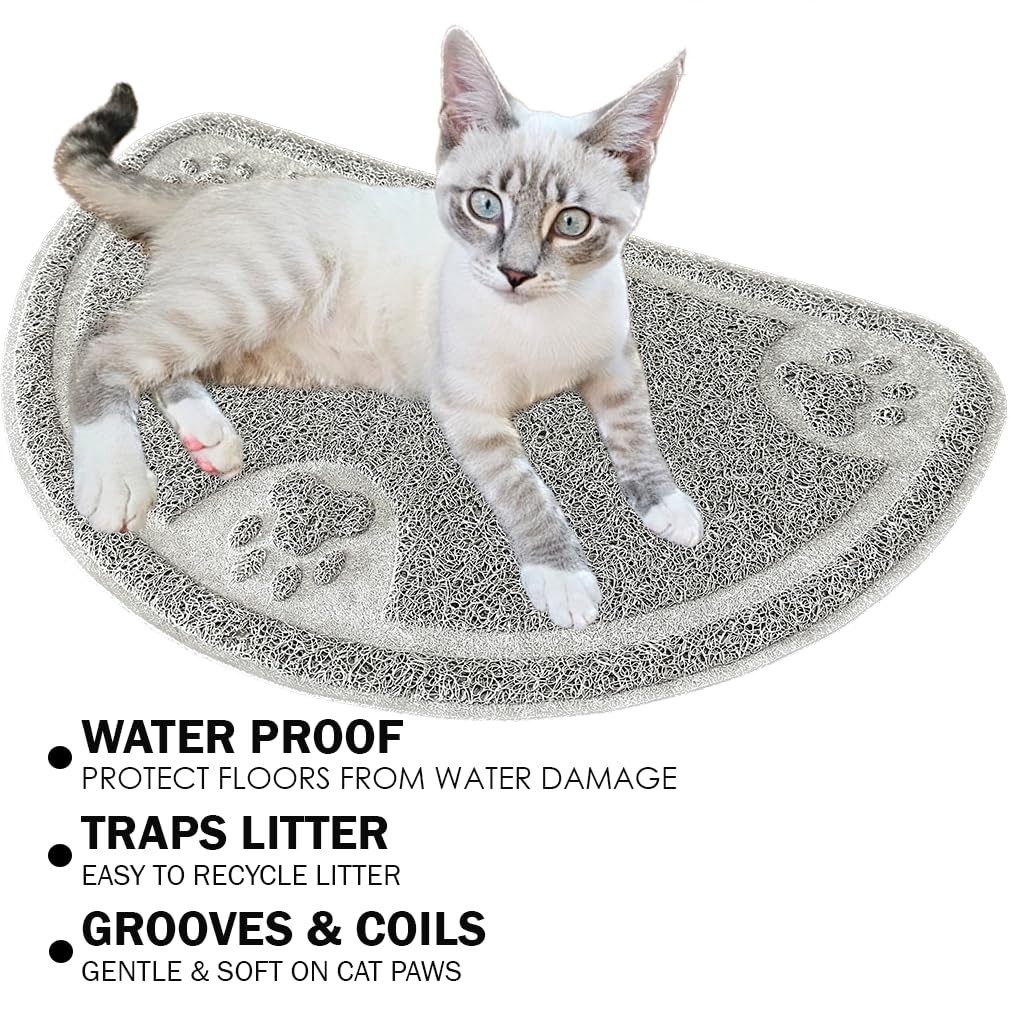 WATER PROOF
PROTECT FLOORS FROM WATER DAMAGE
TRAPS LITTER
EASY TO RECYCLE LITTER
GROOVES & COILS
GENTLE & SOFT ON CAT PAWS